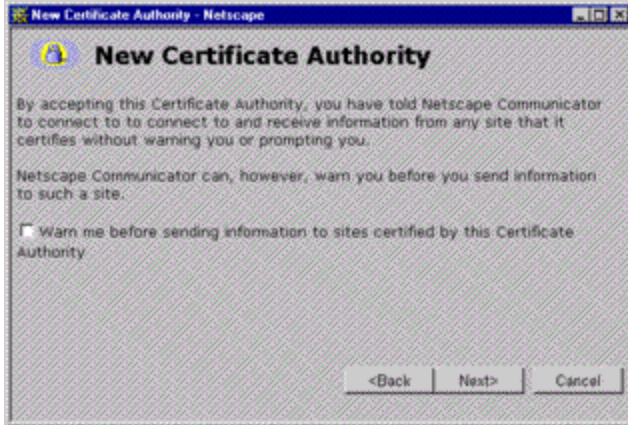 New Certificate Authority - Netscape
New Certificate Authority
By accepting this Certificate Authority, you have told Netscape Communicator
to connect to to connect to and receive information from any site that it
certifies without warning you or prompting you.
Netscape Communicator can, however, warn you before you send information
to such a site.
Warn me before sending information to sites certified by this Certificate
Authority
<Back Next> Cancel